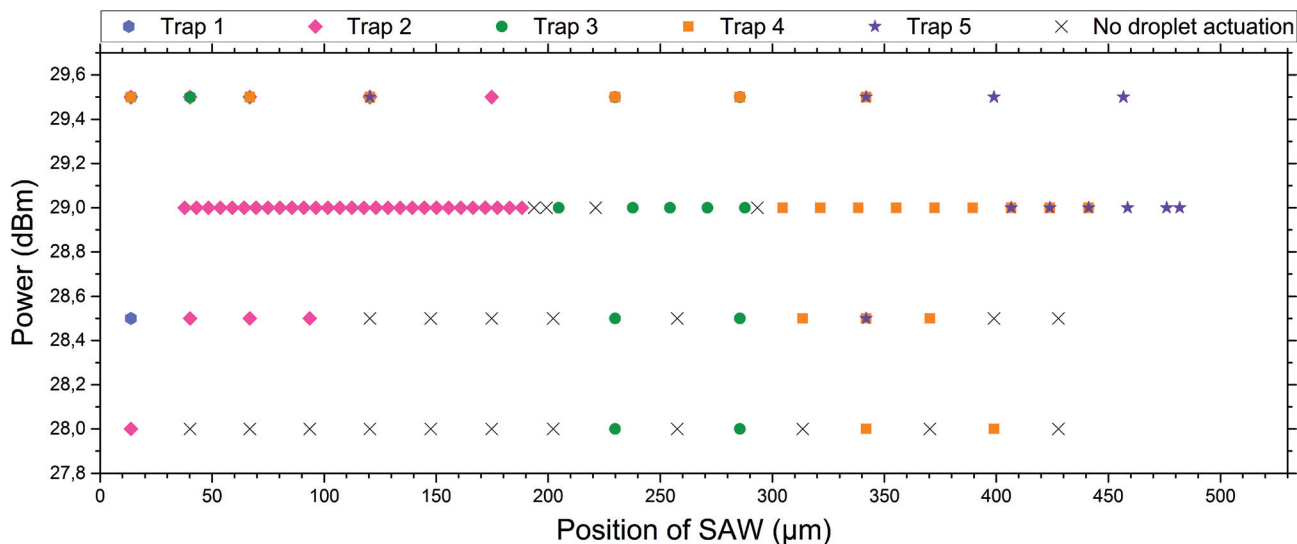 Trap 1 Trap 2 Trap 3 Trap 4 Trap 5 No droplet actuation
29,6
29,4
29,2
29,0
28,8
28,6
28,4
28,2
28,0
27,8
Power (dBm)
0 50 100 150 200 250 300 350 400 450 500
Position of SAW (µm)